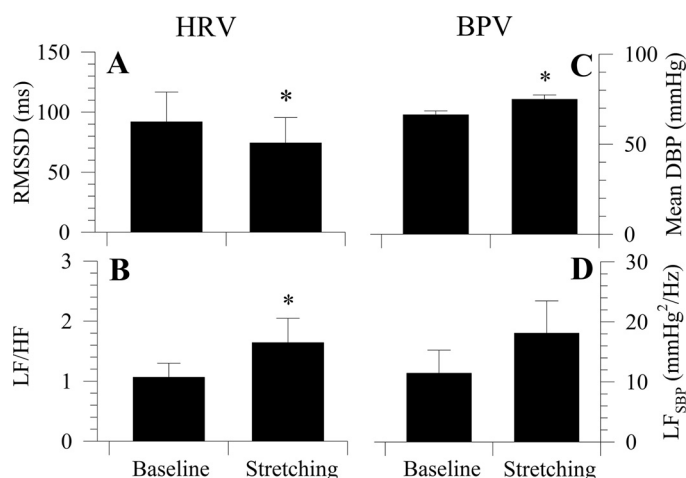 HRV
BPV
A
*
RMSSD (ms)
150
100
50
0
C
*
Mean DBP (mmHg)
100
50
0
B
*
LF/HF
3
2
1
0
Baseline
Stretching
D
LFSBP (mmHg2/Hz)
30
20
10
0
Baseline
Stretching